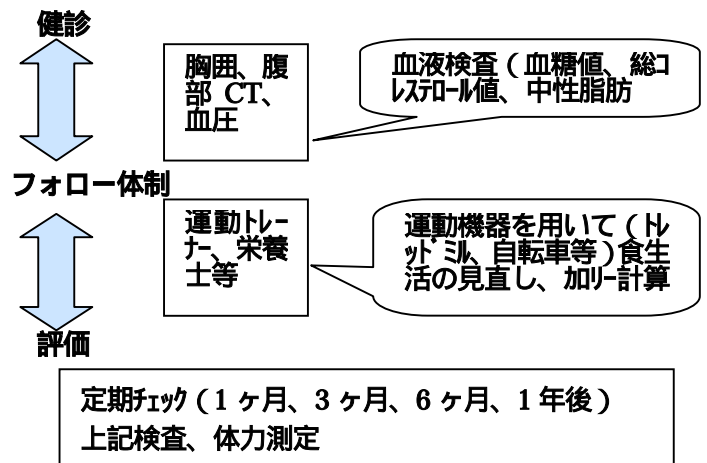 健診
胸囲、腹
部 CT、
血圧
血液検査（血糖値、総ｺ
ﾚｽﾃﾛｰﾙ値、中性脂肪
フォロー体制
運動ﾄﾚｰ
ﾅｰ、栄養
士等
運動機器を用いて（ﾄﾚ
ｯﾄﾞﾐﾙ、自転車等）食生
活の見直し、ｶﾛﾘｰ計算
評価
定期ﾁｪｯｸ（1 ヶ月、3 ヶ月、6 ヶ月、1 年後）
上記検査、体力測定